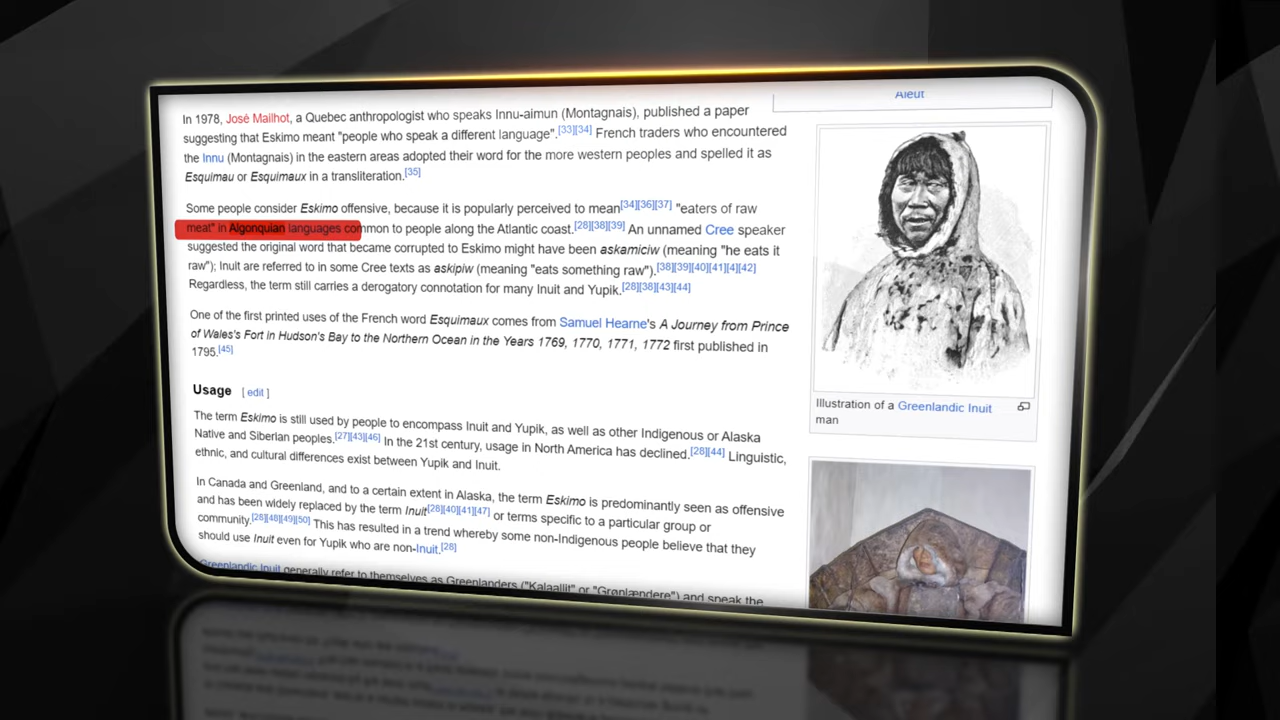 Aleut
In 1978, José Mailhot, a Quebec anthropologist who speaks Innu-aimun (Montagnais), published a paper
suggesting that Eskimo meant "people who speak a different language".[33][34] French traders who encountered
the Innu (Montagnais) in the eastern areas adopted their word for the more western peoples and spelled it as
Esquimau or Esquimaux in a transliteration.[35]
Some people consider Eskimo offensive, because it is popularly perceived to mean[34][36][37] "eaters of raw
meat" in Algonquian languages common to people along the Atlantic coast.[28][38][39] An unnamed Cree speaker
suggested the original word that became corrupted to Eskimo might have been askamiciw (meaning "he eats it
raw"); Inuit are referred to in some Cree texts as askipiw (meaning "eats something raw").[38][39][40][41][4][42]
Regardless, the term still carries a derogatory connotation for many Inuit and Yupik.[28][38][43][44]
One of the first printed uses of the French word Esquimaux comes from Samuel Hearne's A Journey from Prince
of Wales's Fort in Hudson's Bay to the Northern Ocean in the Years 1769, 1770, 1771, 1772 first published in
1795.[45]
Usage [ edit ]
The term Eskimo is still used by people to encompass Inuit and Yupik, as well as other Indigenous or Alaska
Native and Siberian peoples.[27][43][46] In the 21st century, usage in North America has declined.[28][44] Linguistic,
ethnic, and cultural differences exist between Yupik and Inuit.
In Canada and Greenland, and to a certain extent in Alaska, the term Eskimo is predominantly seen as offensive
and has been widely replaced by the term Inuit[28][40][41][47] or terms specific to a particular group or
community.[28][48][49][50] This has resulted in a trend whereby some non-Indigenous people believe that they
should use Inuit even for Yupik who are non-Inuit.[28]
Greenlandic Inuit generally refer to themselves as Greenlanders ("Kalaallit" or "Grønlændere") and speak the
Illustration of a Greenlandic Inuit
man